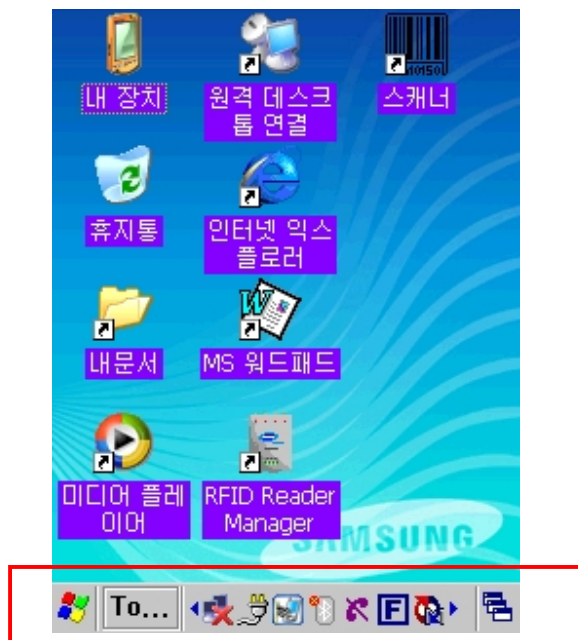 내 장치
원격 데스크
톱 연결
스캐너
휴지통
인터넷 익스
플로러
내문서
MS 워드패드
미디어 플레
이어
RFID Reader
Manager
SAMSUNG
To...
F